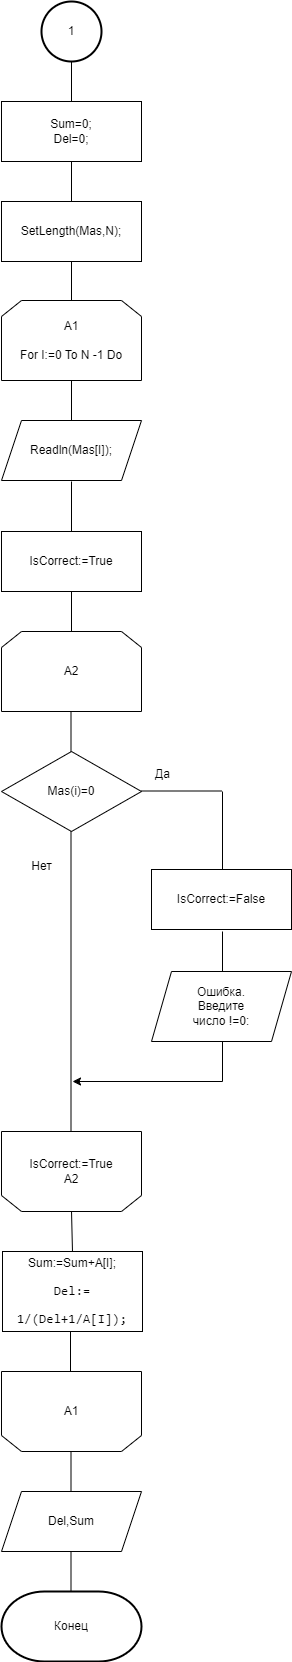 1
Sum=0;
Del=0;
SetLength(Mas,N);
A1
For I:=0 To N -1 Do
Readln(Mas[I]);
IsCorrect:=True
A2
Mas(i)=0
Да
Нет
IsCorrect:=False
Ошибка.
Введите
число !=0:
IsCorrect:=True
A2
Sum:=Sum+A[I];
Del:=
1/(Del+1/A[I]);
A1
Del,Sum
Конец